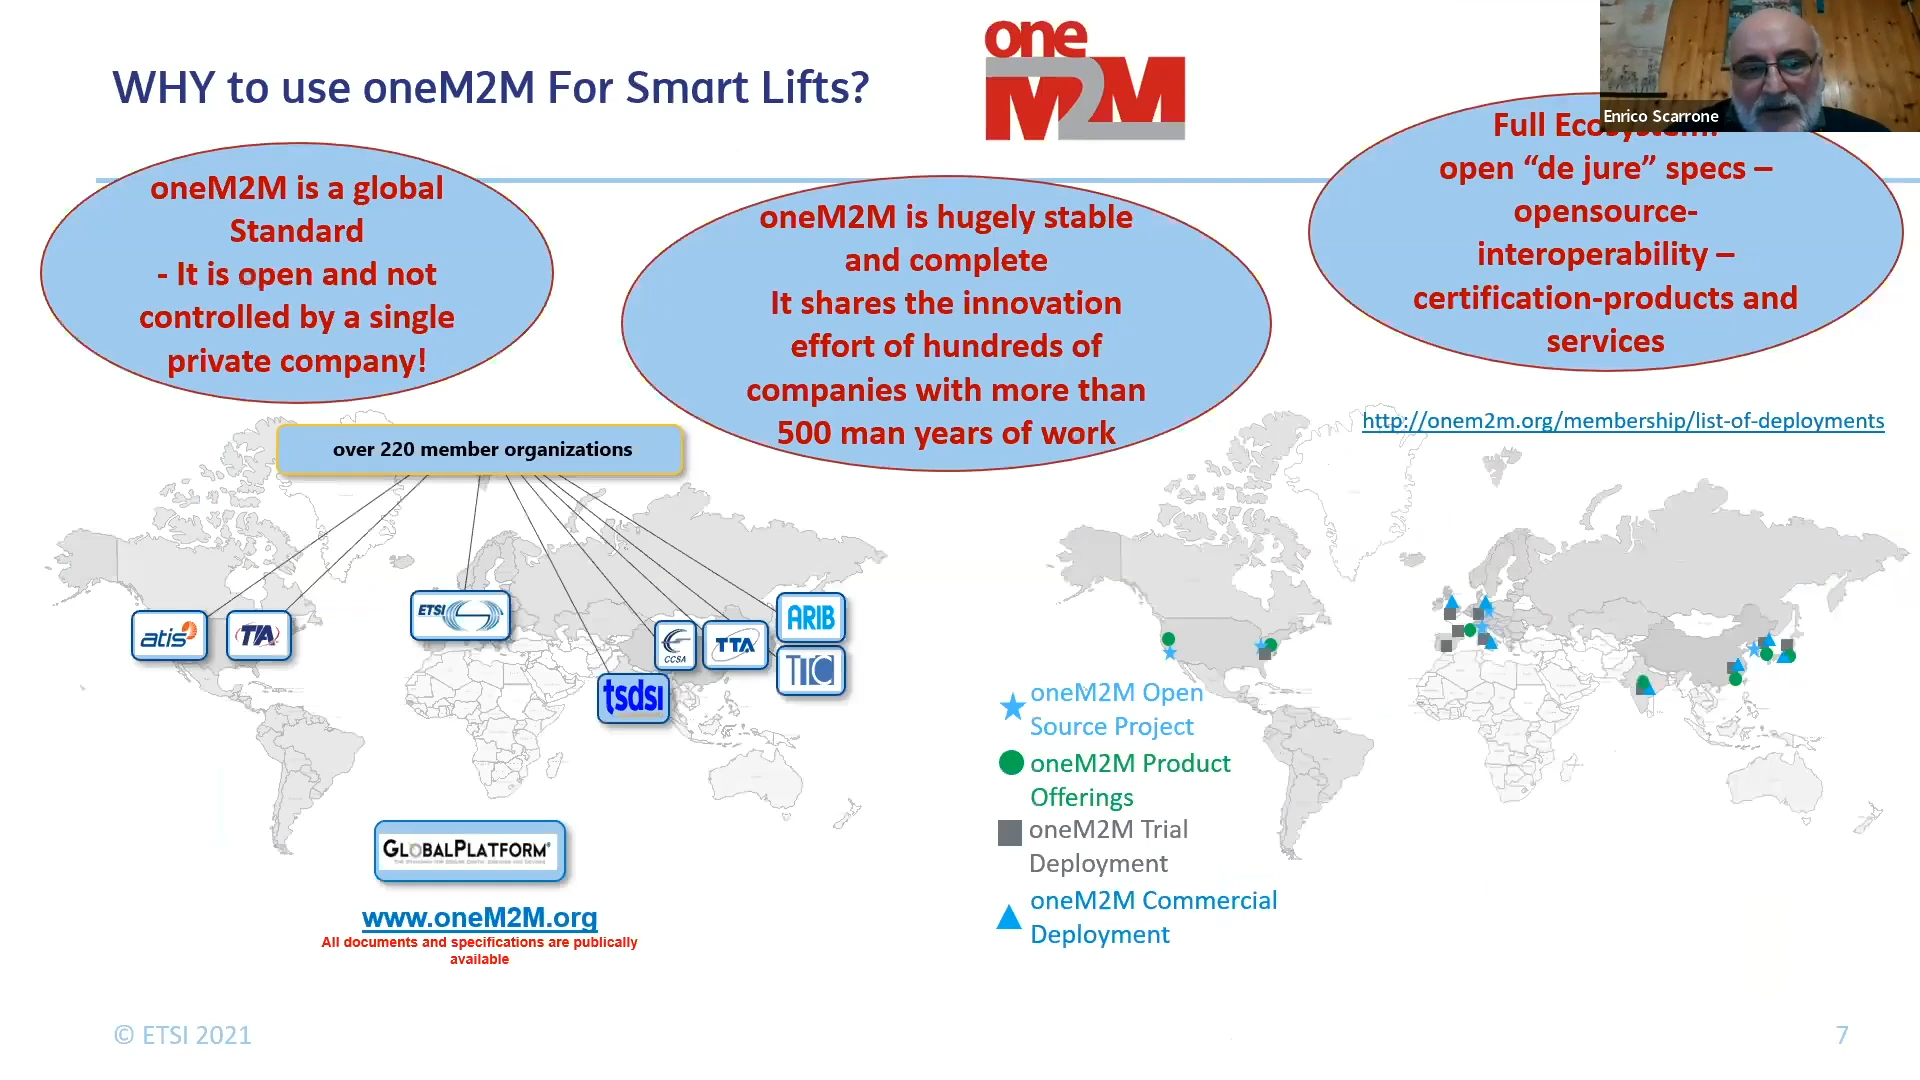 WHY to use oneM2M For Smart Lifts?
one
M2M
Enrico Scarrone
oneM2M is a global
Standard
- It is open and not
controlled by a single
private company!
oneM2M is hugely stable
and complete
It shares the innovation
effort of hundreds of
companies with more than
500 man years of work
Full
open “de jure” specs –
opensource-
interoperability –
certification-products and
services
http://onem2m.org/membership/list-of-deployments
over 220 member organizations
atis
TIA
ETSI
CCSA
TTA
ARIB
TTC
tsdsi
GLOBALPLATFORM®
www.oneM2M.org
All documents and specifications are publically
available
oneM2M Open
Source Project
oneM2M Product
Offerings
oneM2M Trial
Deployment
oneM2M Commercial
Deployment
© ETSI 2021
7